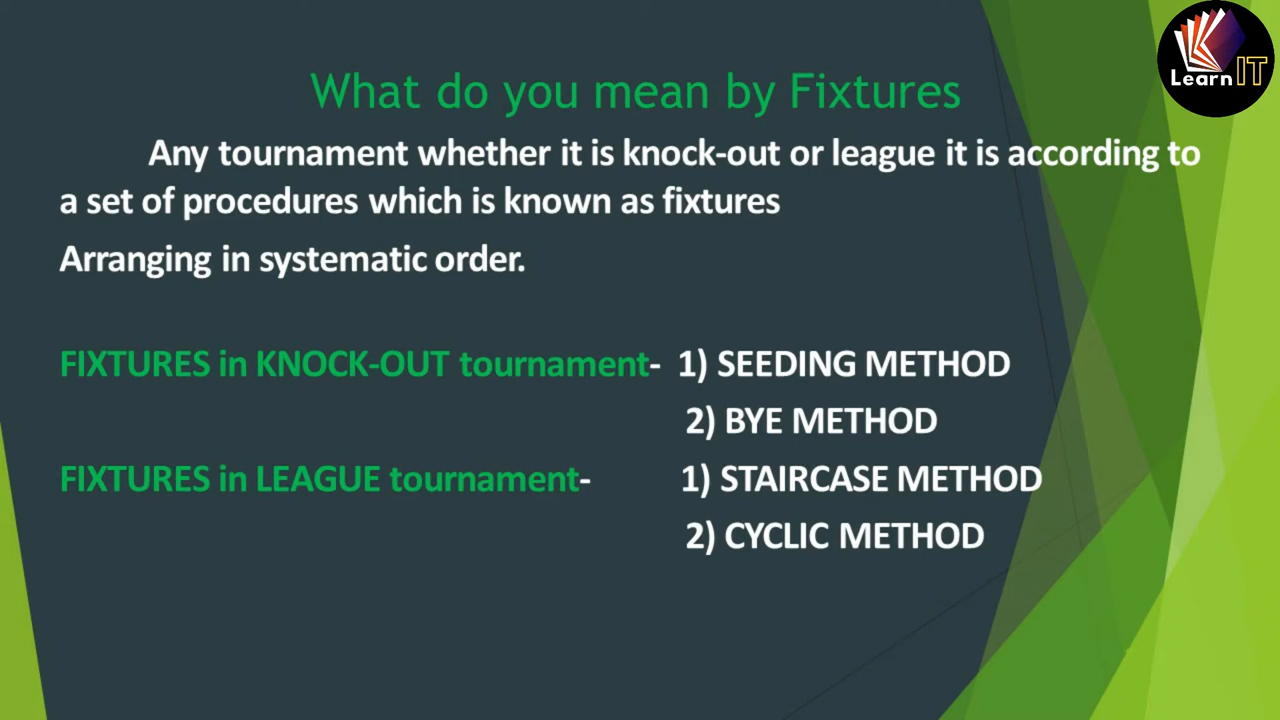 Learn IT
What do you mean by Fixtures
Any tournament whether it is knock-out or league it is according to
a set of procedures which is known as fixtures
Arranging in systematic order.
FIXTURES in KNOCK-OUT tournament- 1) SEEDING METHOD
2) BYE METHOD
FIXTURES in LEAGUE tournament- 1) STAIRCASE METHOD
2) CYCLIC METHOD